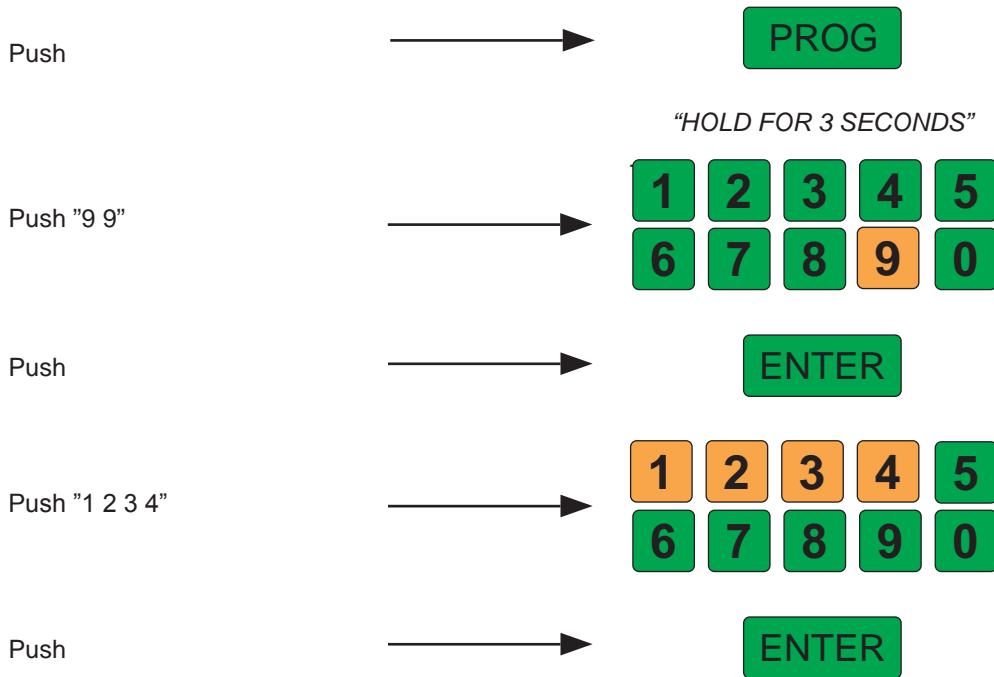 Push PROG
“HOLD FOR 3 SECONDS”
1 2 3 4 5
Push ”9 9”
6 7 8 9 0
Push ENTER
1 2 3 4 5
Push ”1 2 3 4”
6 7 8 9 0
Push ENTER